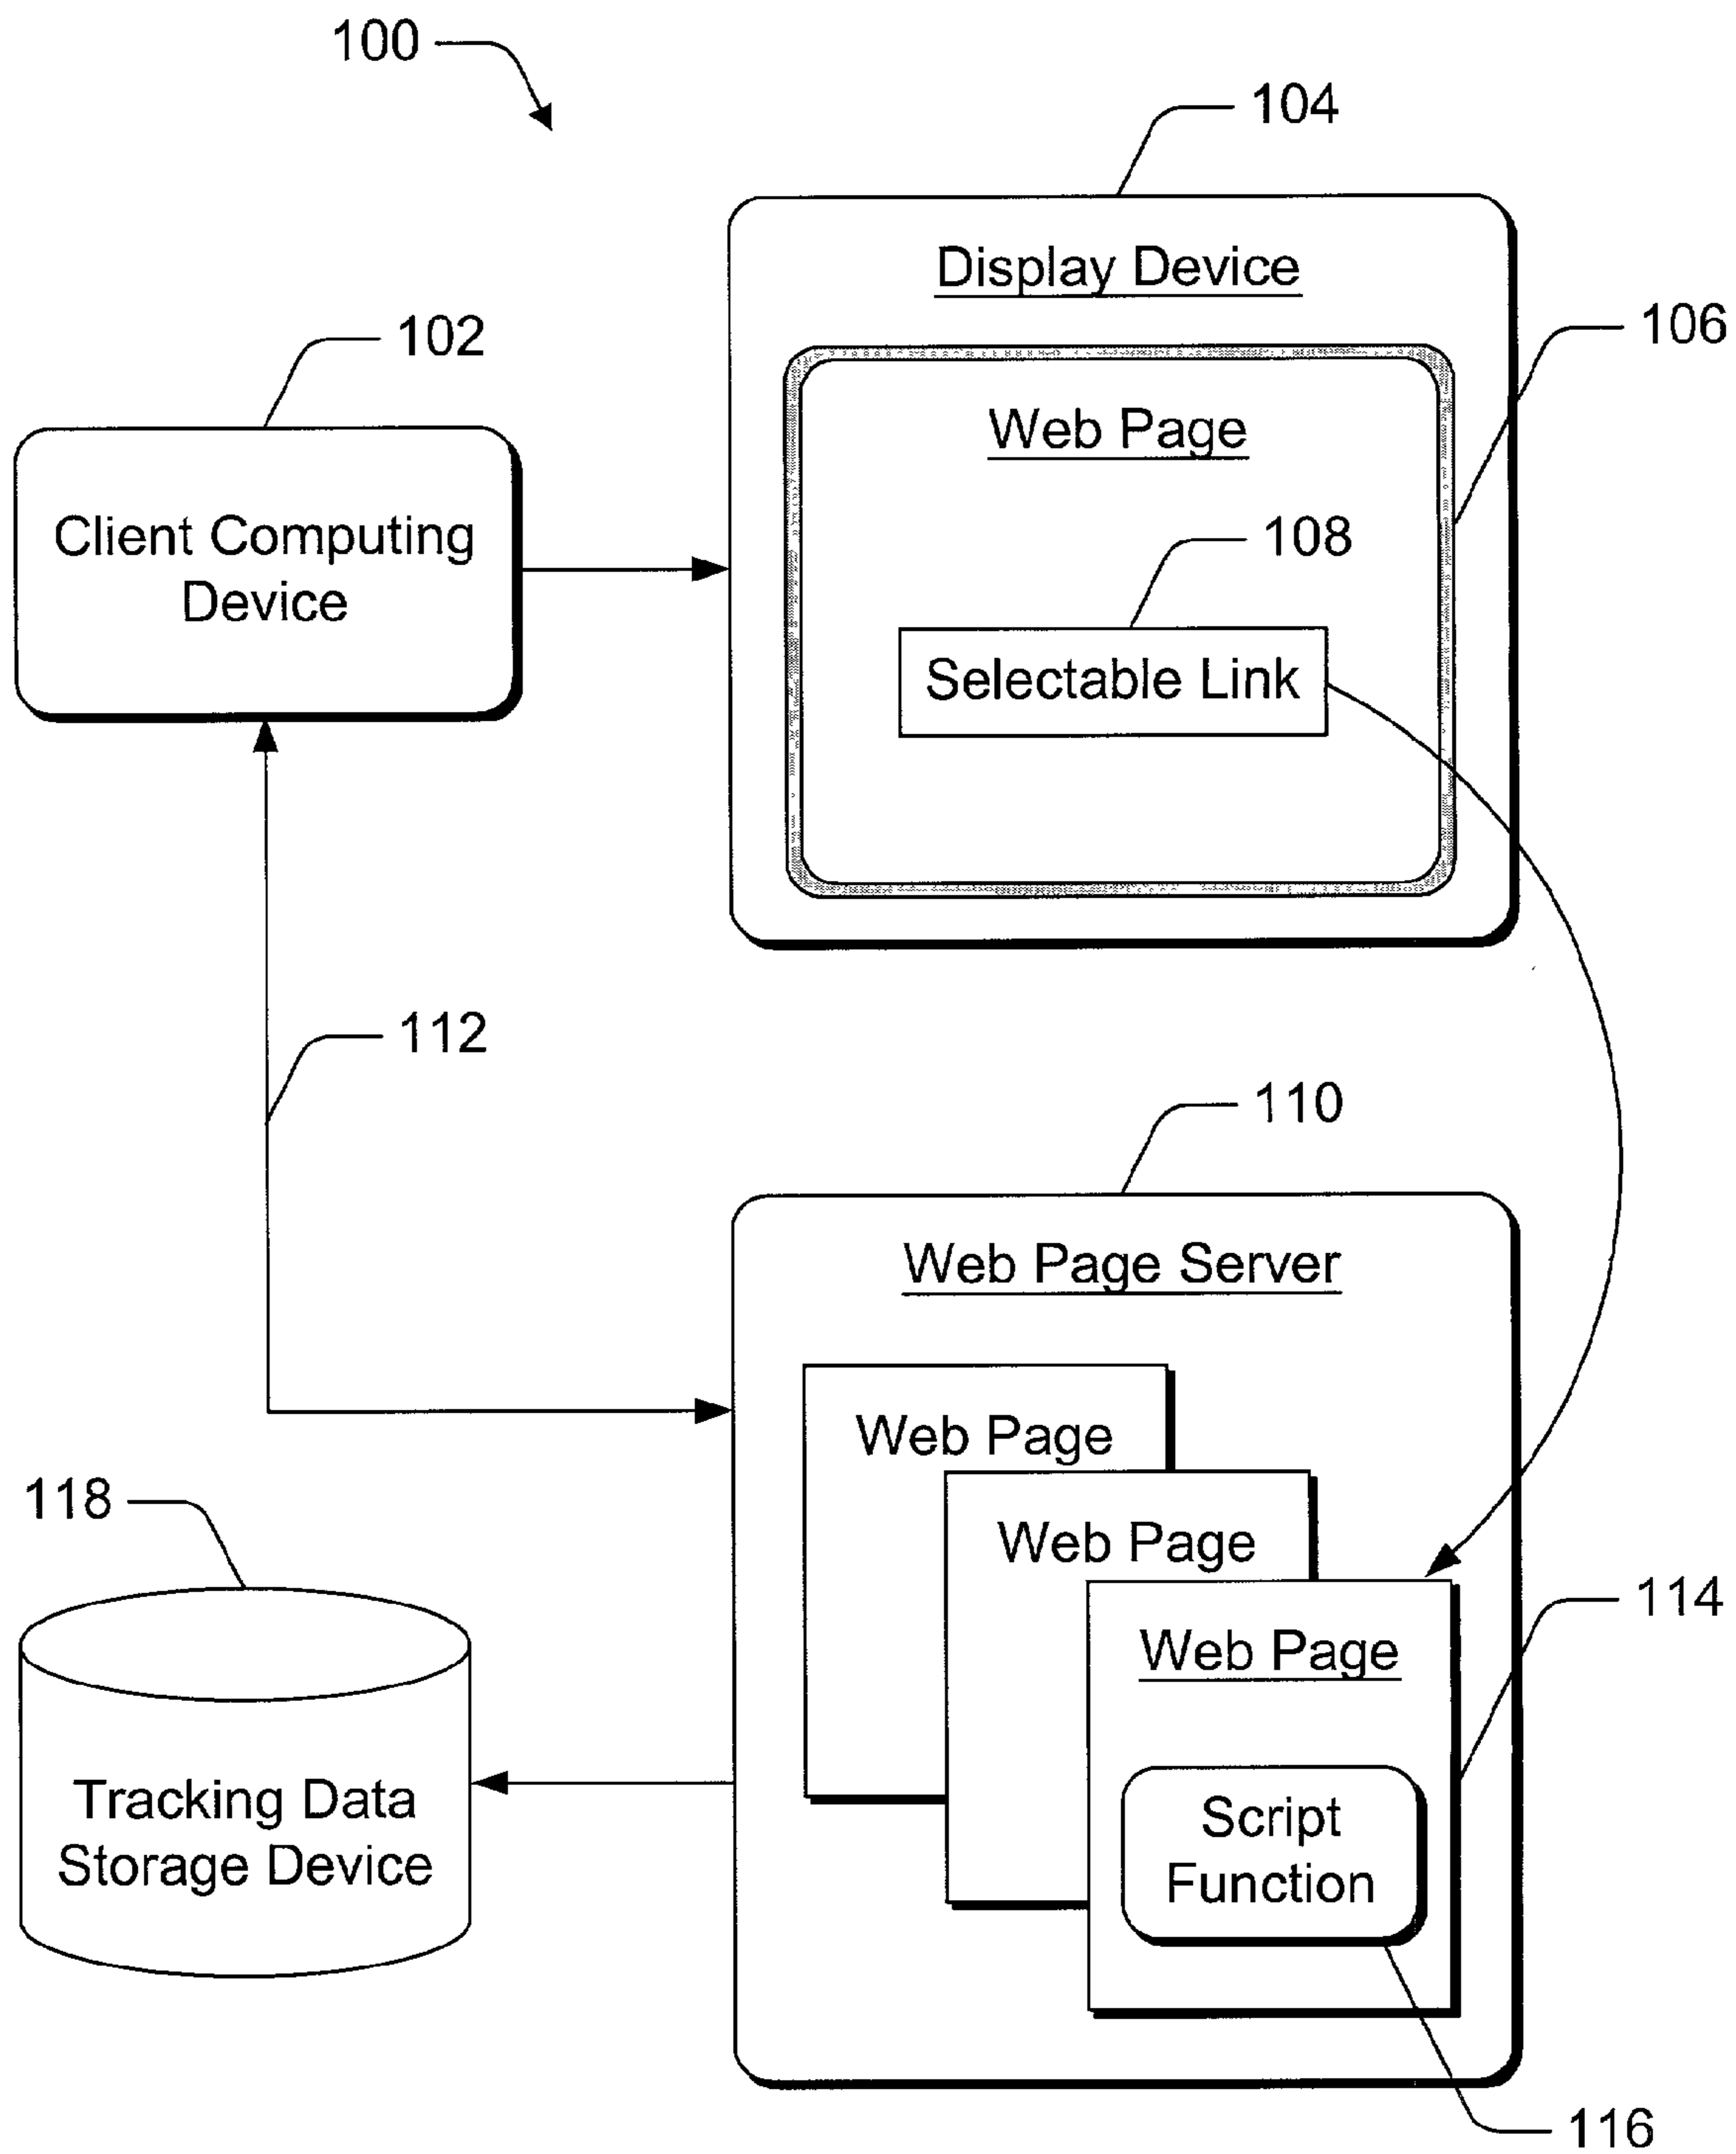 100
104
Display Device
106
102
Web Page
Client Computing
Device
108
Selectable Link
112
110
Web Page Server
Web Page
118
Web Page
114
Web Page
Tracking Data
Storage Device
Script
Function
116